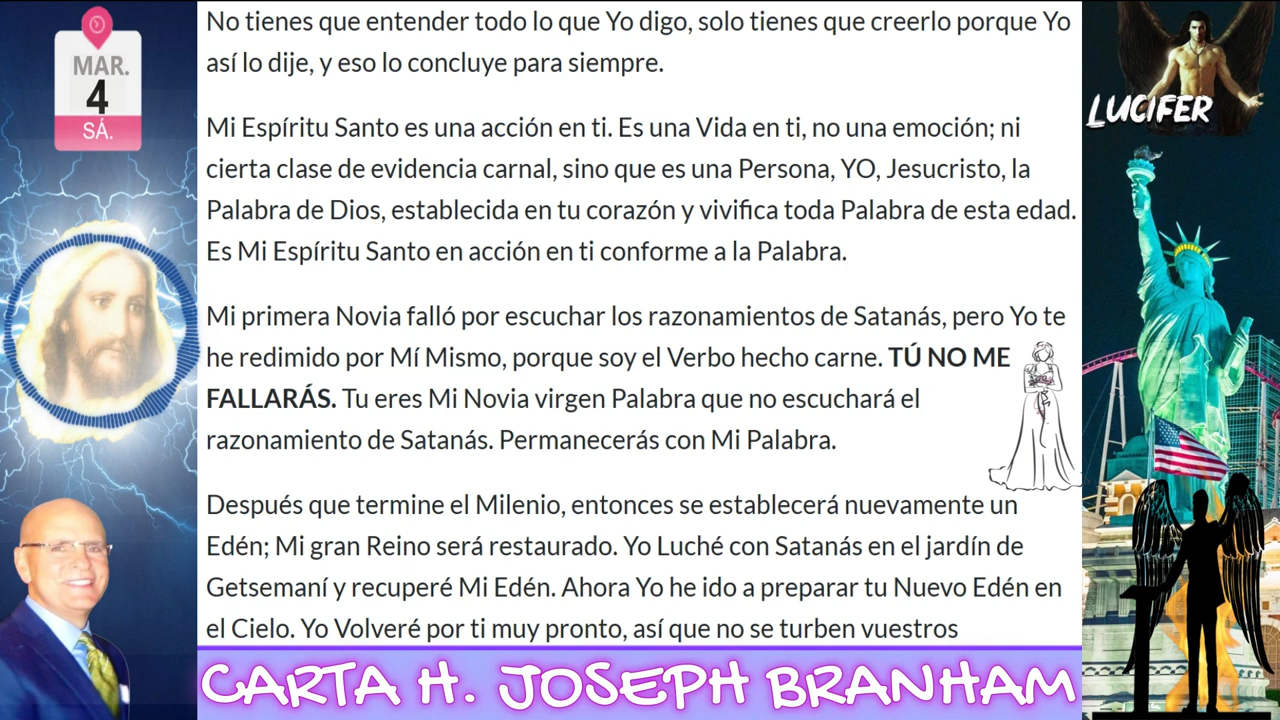 MAR.
4
SÁ.
No tienes que entender todo lo que Yo digo, solo tienes que creerlo porque Yo
así lo dije, y eso lo concluye para siempre.
Mi Espíritu Santo es una acción en ti. Es una Vida en ti, no una emoción; ni
cierta clase de evidencia carnal, sino que es una Persona, YO, Jesucristo, la
Palabra de Dios, establecida en tu corazón y vivifica toda Palabra de esta edad.
Es Mi Espíritu Santo en acción en ti conforme a la Palabra.
Mi primera Novia falló por escuchar los razonamientos de Satanás, pero Yo te
he redimido por Mí Mismo, porque soy el Verbo hecho carne. TÚ NO ME
FALLARÁS. Tu eres Mi Novia virgen Palabra que no escuchará el
razonamiento de Satanás. Permanecerás con Mi Palabra.
Después que termine el Milenio, entonces se establecerá nuevamente un
Edén; Mi gran Reino será restaurado. Yo Luché con Satanás en el jardín de
Getsemaní y recuperé Mi Edén. Ahora Yo he ido a preparar tu Nuevo Edén en
el Cielo. Yo Volveré por ti muy pronto, así que no se turben vuestros
LUCIFER
CARTA H. JOSEPH BRANHAM